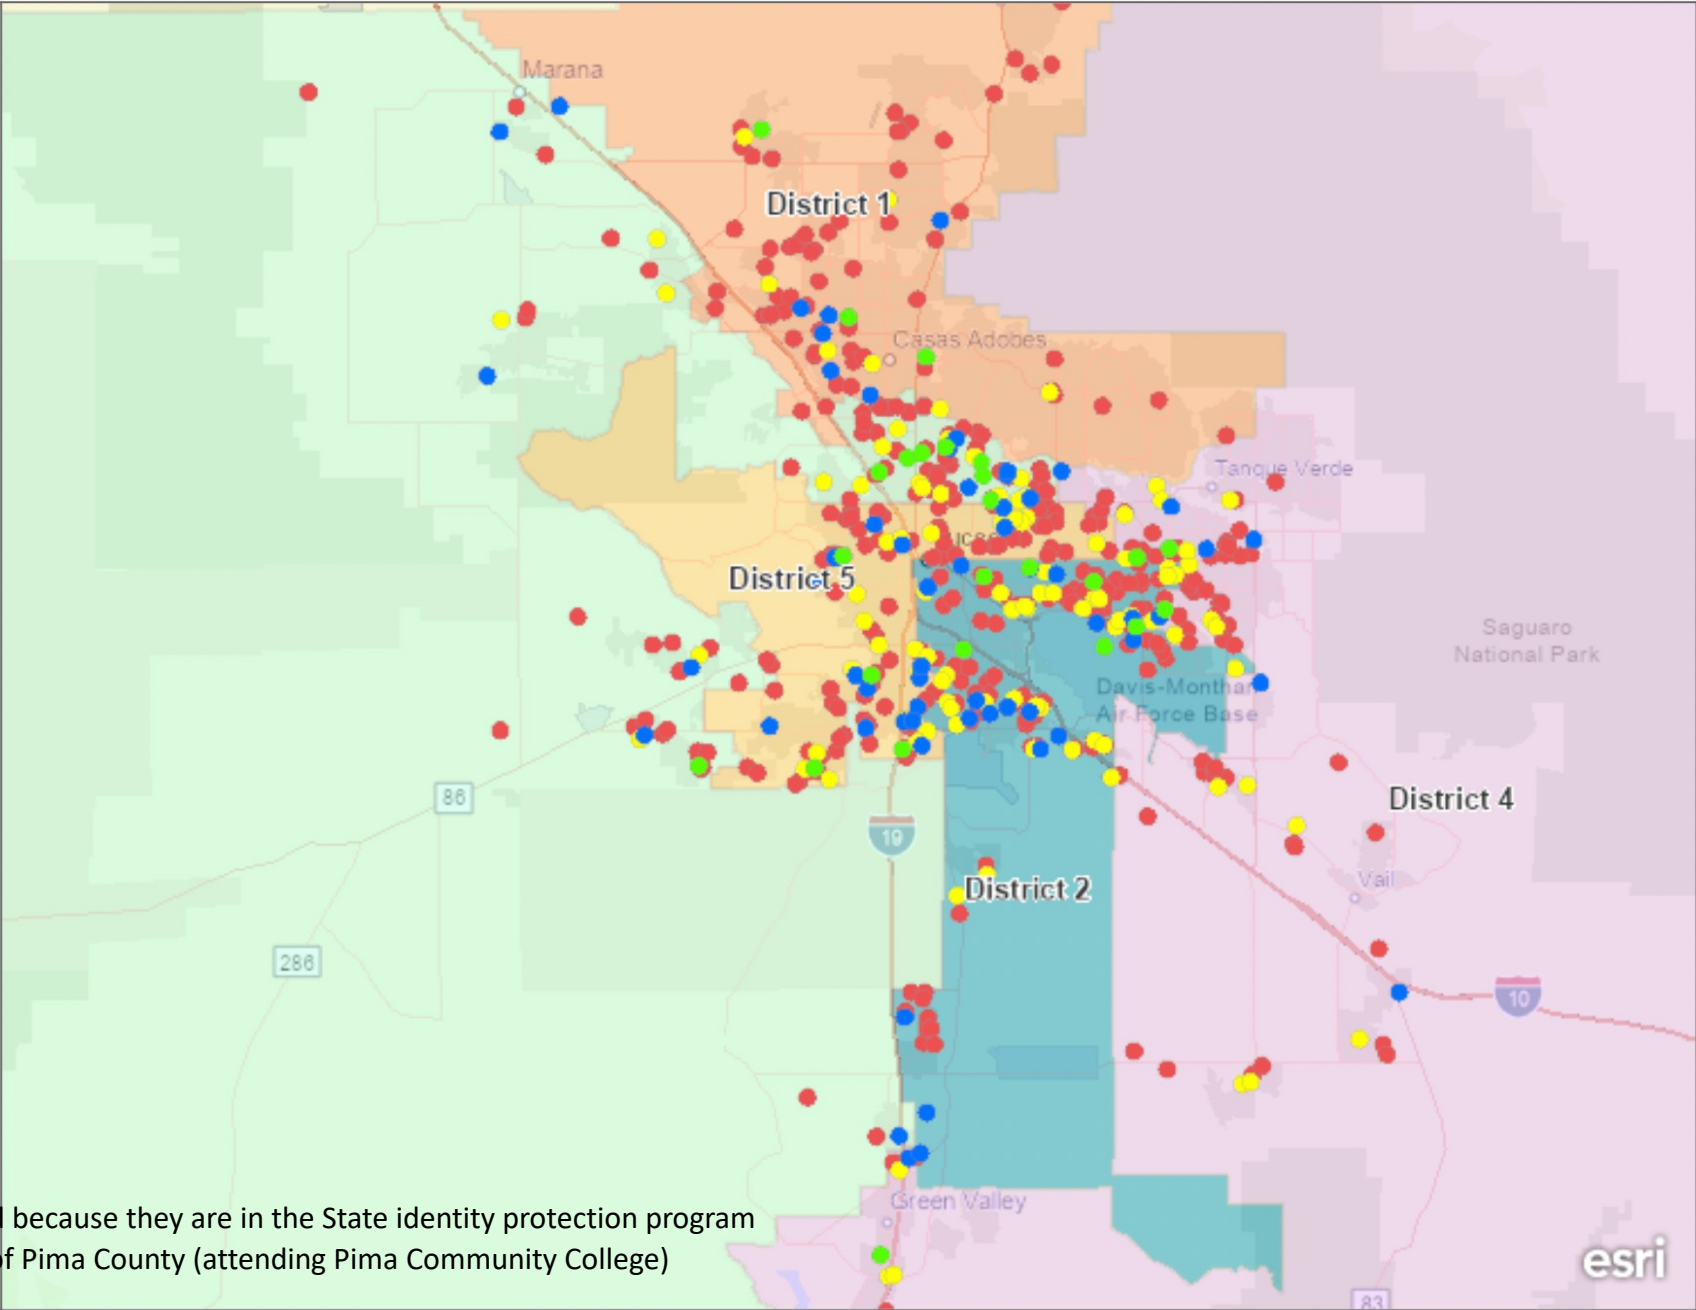 Marana
District 1
Casas Adobes
Tanque Verde
District 5
Saguaro
National Park
Davis-Monthan
Air Force Base
86
District 4
19
Vail
District 2
286
10
Green Valley
because they are in the State identity protection program
of Pima County (attending Pima Community College)
esri
83